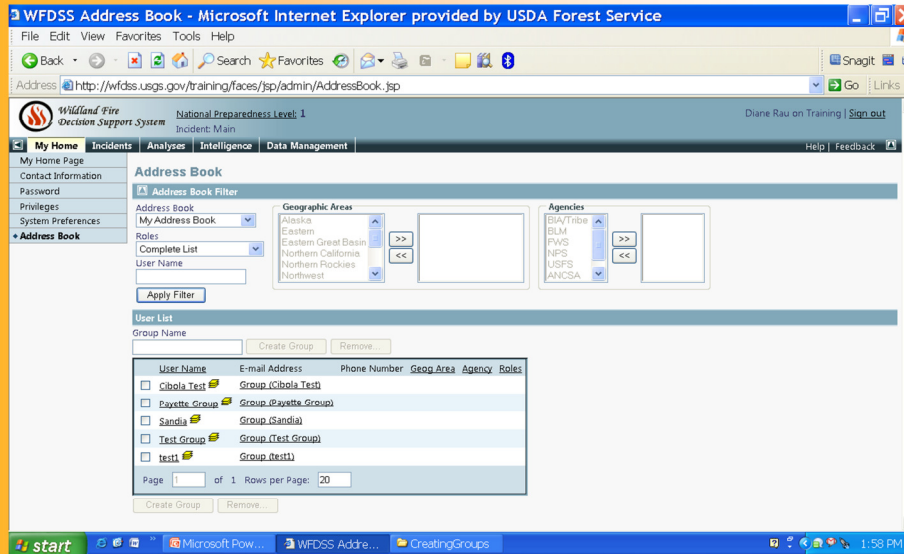 WFDSS Address Book - Microsoft Internet Explorer provided by USDA Forest Service
File Edit View Favorites Tools Help
Back Search Favorites Snagit
Address http://wfdss.usgs.gov/training/faces/jsp/admin/AddressBook.jsp Go Links
Wildland Fire
Decision Support System
National Preparedness Level: 1
Incident: Main
Diane Rau on Training | Sign out
My Home Incidents Analyses Intelligence Data Management Help | Feedback
My Home Page
Contact Information
Password
Privileges
System Preferences
Address Book
Address Book
Address Book Filter
Address Book
My Address Book
Roles
Complete List
User Name
Apply Filter
Geographic Areas
Alaska
Eastern
Eastern Great Basin
Northern California
Northern Rockies
Northwest
>>
<<
Agencies
BIA/Tribe
BLM
FWS
NPS
USFS
ANCSA
>>
<<
User List
Group Name
Create Group Remove...
User Name E-mail Address Phone Number Geog Area Agency Roles
Cibola Test Group (Cibola Test)
Payette Group Group (Payette Group)
Sandia Group (Sandia)
Test Group Group (Test Group)
test1 Group (test1)
Page 1 of 1 Rows per Page: 20
Create Group Remove...
start Microsoft Pow... WFDSS Addre... CreatingGroups 1:58 PM